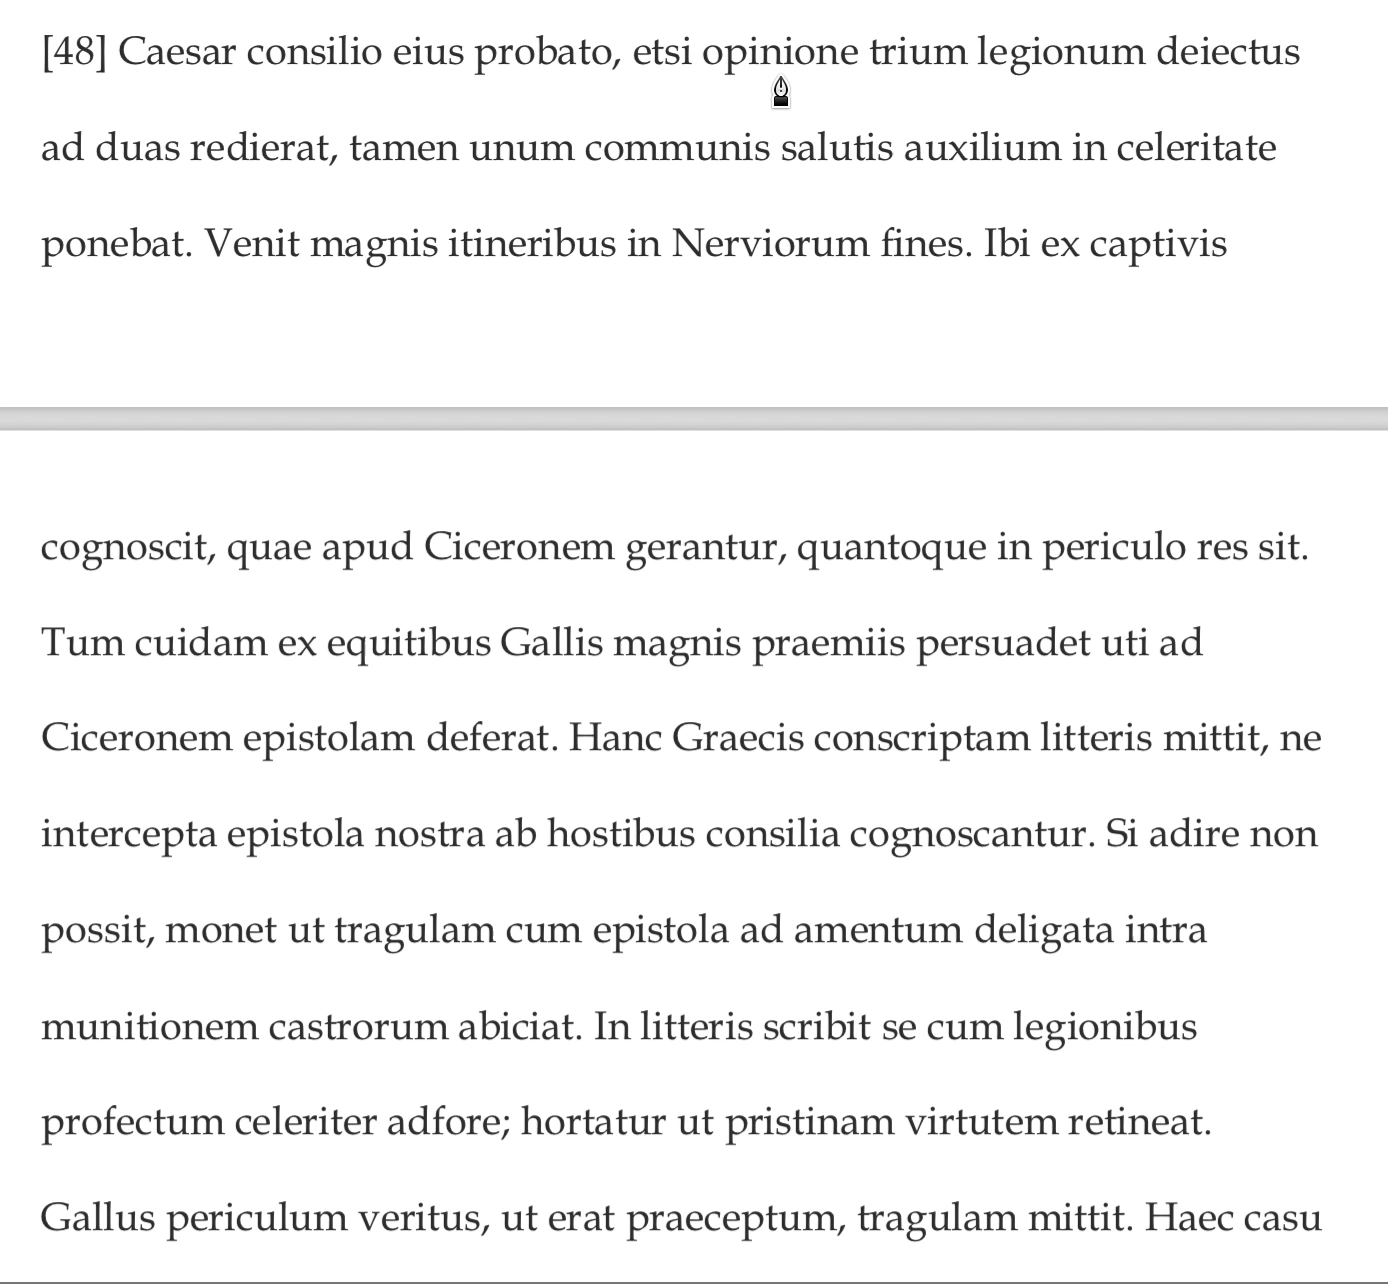 [48] Caesar consilio eius probato, etsi opinione trium legionum deiectus
ad duas redierat, tamen unum communis salutis auxilium in celeritate
ponebat. Venit magnis itineribus in Nerviorum fines. Ibi ex captivis
cognoscit, quae apud Ciceronem gerantur, quantoque in periculo res sit.
Tum cuidam ex equitibus Gallis magnis praemiis persuadet uti ad
Ciceronem epistolam deferat. Hanc Graecis conscriptam litteris mittit, ne
intercepta epistola nostra ab hostibus consilia cognoscantur. Si adire non
possit, monet ut tragulam cum epistola ad amentum deligata intra
munitionem castrorum abiciat. In litteris scribit se cum legionibus
profectum celeriter adfore; hortatur ut pristinam virtutem retineat.
Gallus periculum veritus, ut erat praeceptum, tragulam mittit. Haec casu